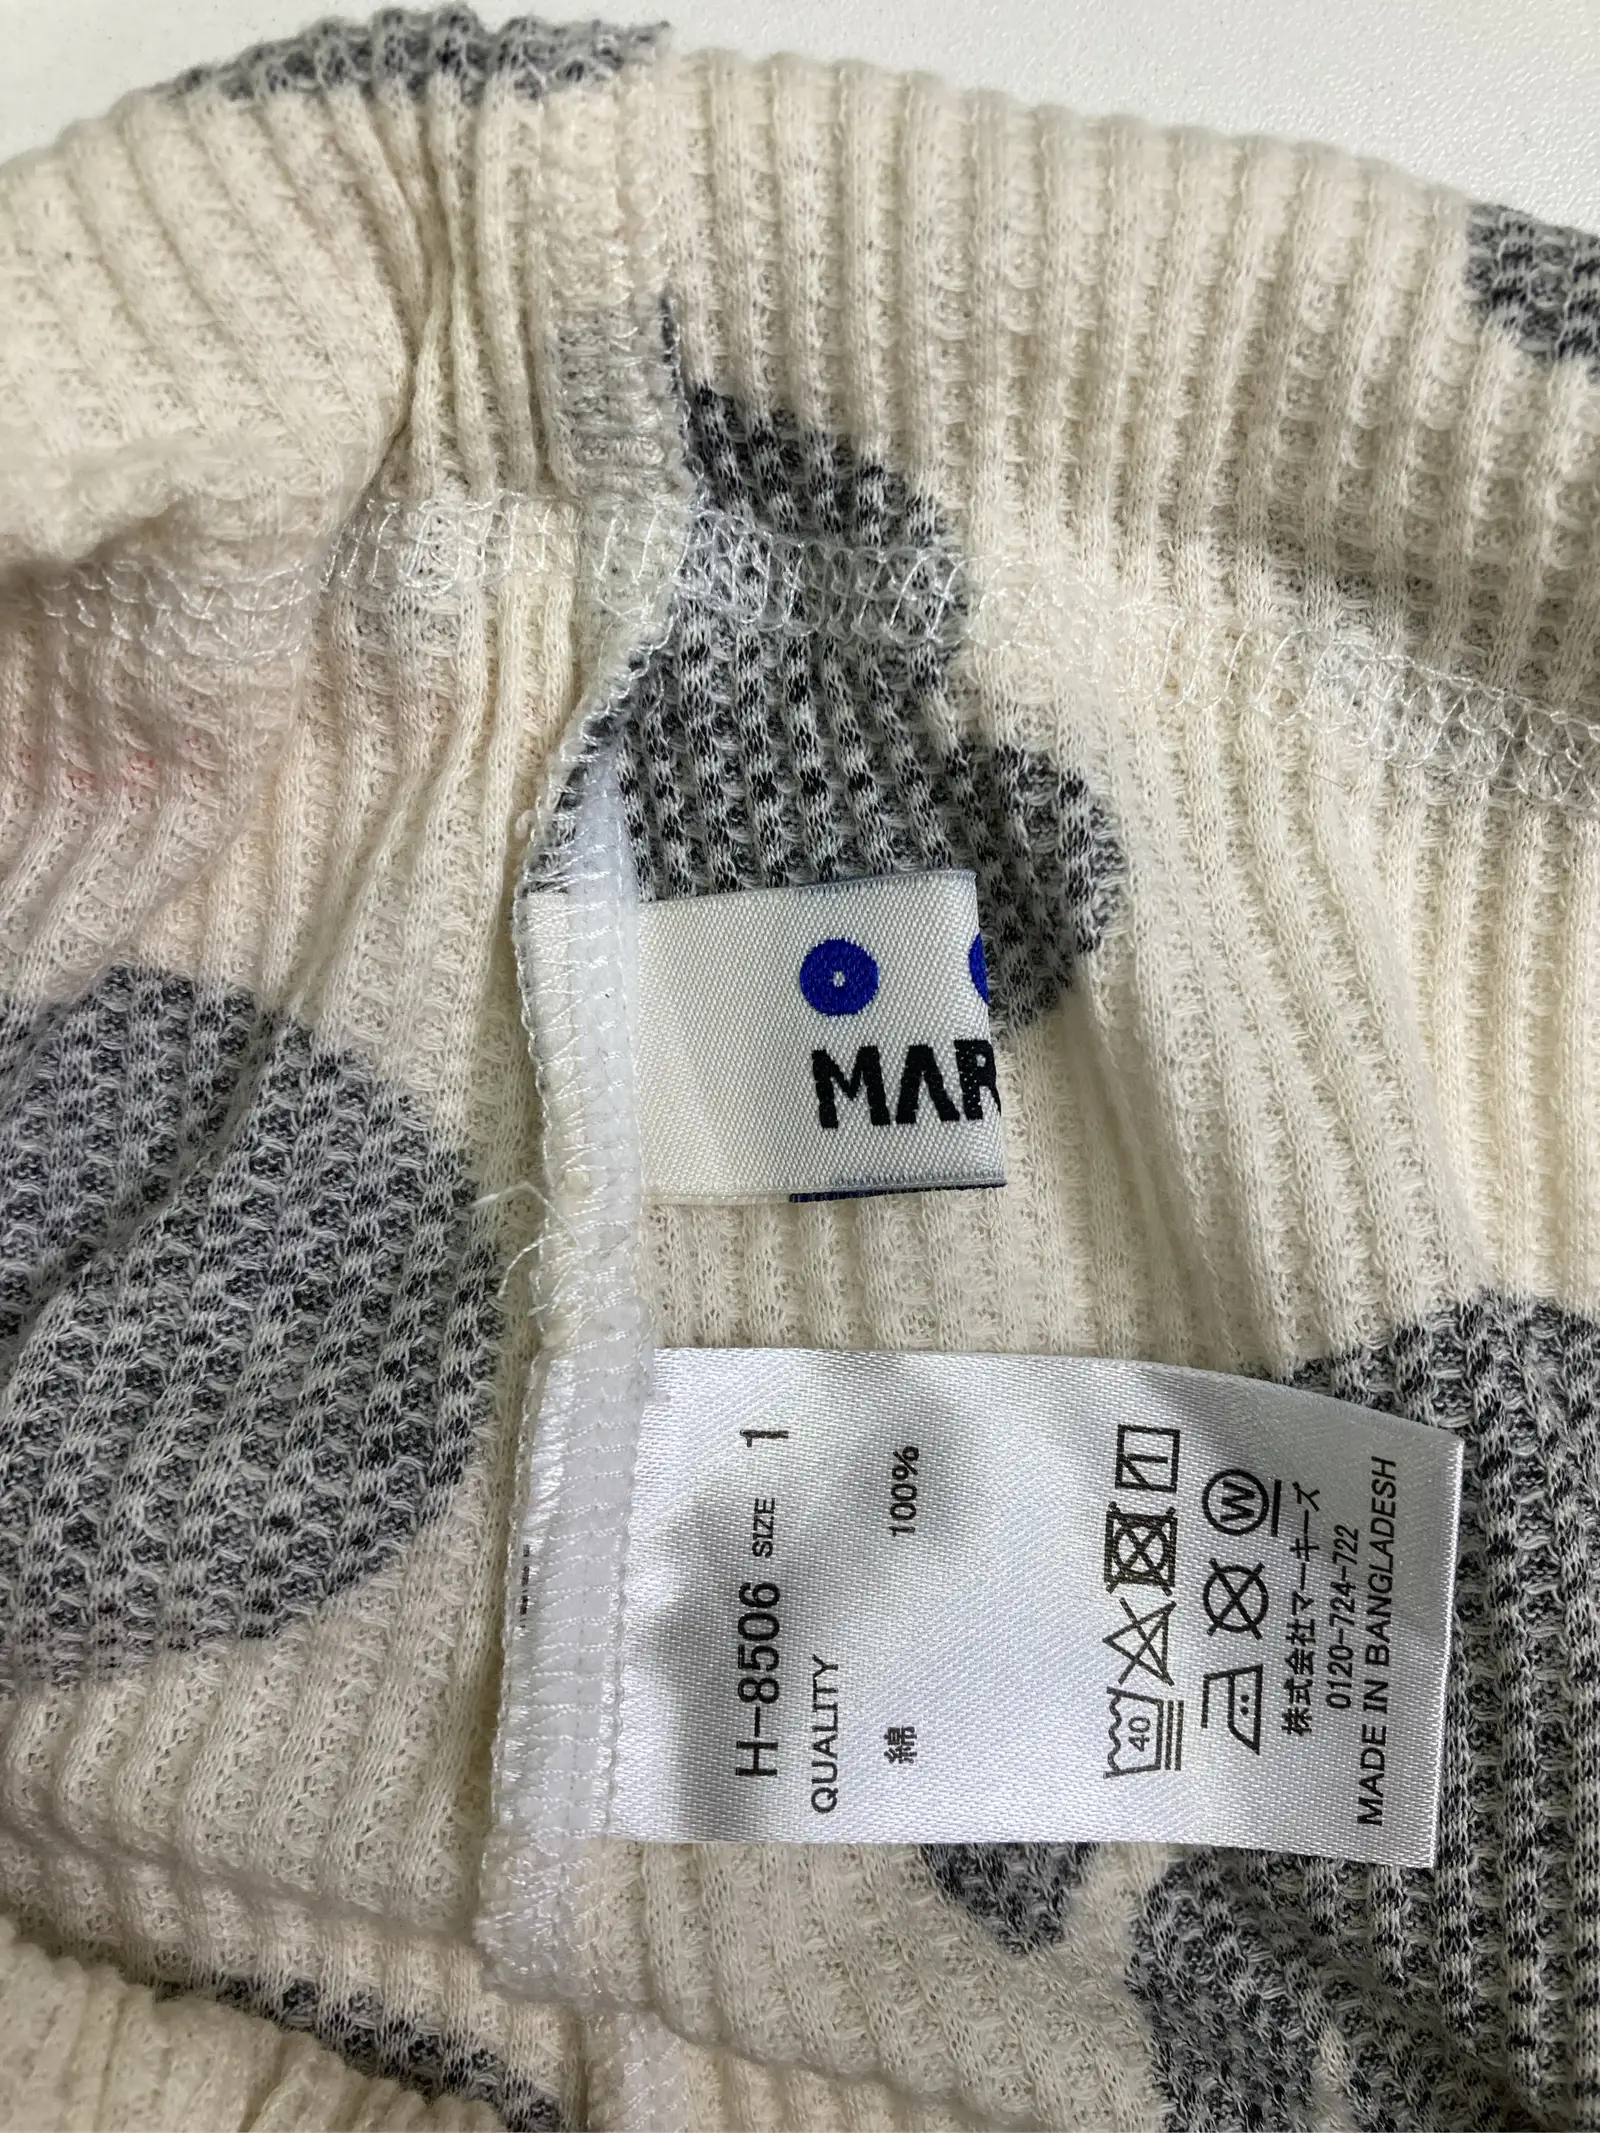 MAR
H-8506 SIZE 1
QUALITY
綿 100%
40
W
株式会社マーキーズ
0120-724-722
MADE IN BANGLADESH